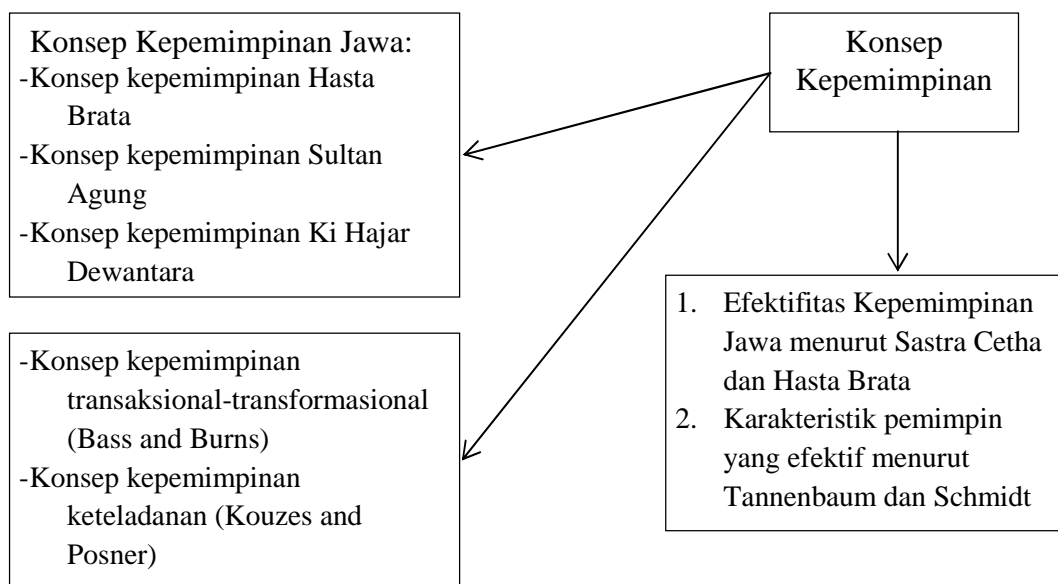 Konsep Kepemimpinan Jawa:
-Konsep kepemimpinan Hasta
Brata
-Konsep kepemimpinan Sultan
Agung
-Konsep kepemimpinan Ki Hajar
Dewantara
Konsep
Kepemimpinan
-Konsep kepemimpinan
transaksional-transformasional
(Bass and Burns)
-Konsep kepemimpinan
keteladanan (Kouzes and
Posner)
1. Efektifitas Kepemimpinan
Jawa menurut Sastra Cetha
dan Hasta Brata
2. Karakteristik pemimpin
yang efektif menurut
Tannenbaum dan Schmidt